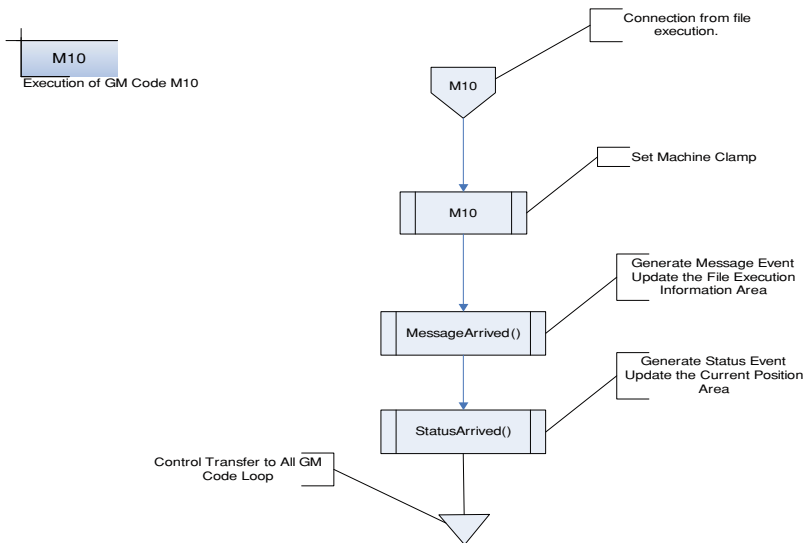 M10
Execution of GM Code M10
Connection from file
execution.
M10
Set Machine Clamp
M10
Generate Message Event
Update the File Execution
Information Area
MessageArrived()
Generate Status Event
Update the Current Position
Area
StatusArrived()
Control Transfer to All GM
Code Loop